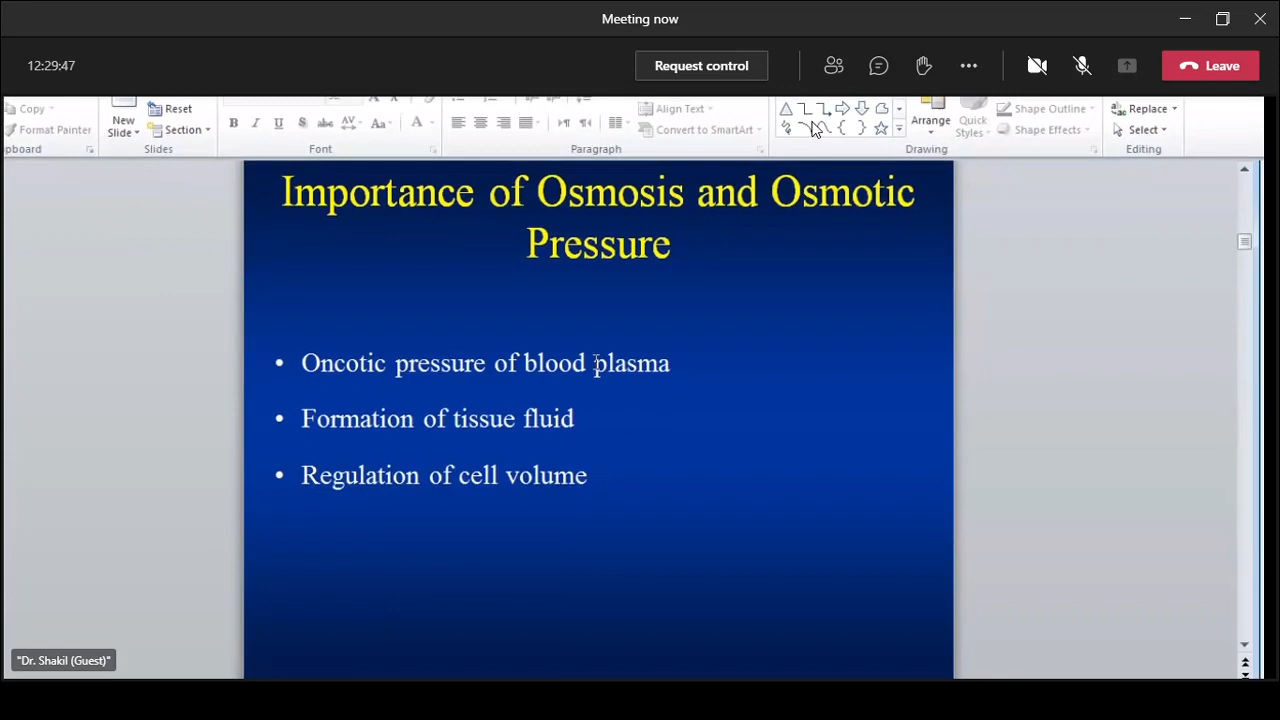 Meeting now
12:29:47
Request control
Leave
Copy
Reset
Align Text
Replace
Format Painter
New
Slide
Section
B I U S abc AV Aa A
Convert to SmartArt
Arrange
Quick
Styles
Shape Outline
Shape Effects
Select
pboard
Slides
Font
Paragraph
Drawing
Editing
Importance of Osmosis and Osmotic
Pressure
• Oncotic pressure of blood plasma
• Formation of tissue fluid
• Regulation of cell volume
"Dr. Shakil (Guest)"